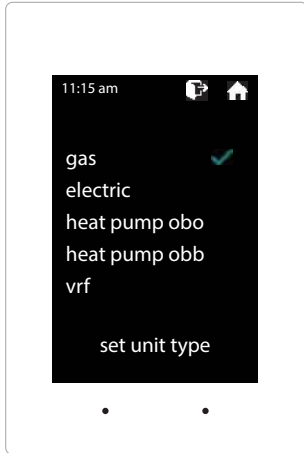 11:15 am
gas
electric
heat pump obo
heat pump obb
vrf
set unit type